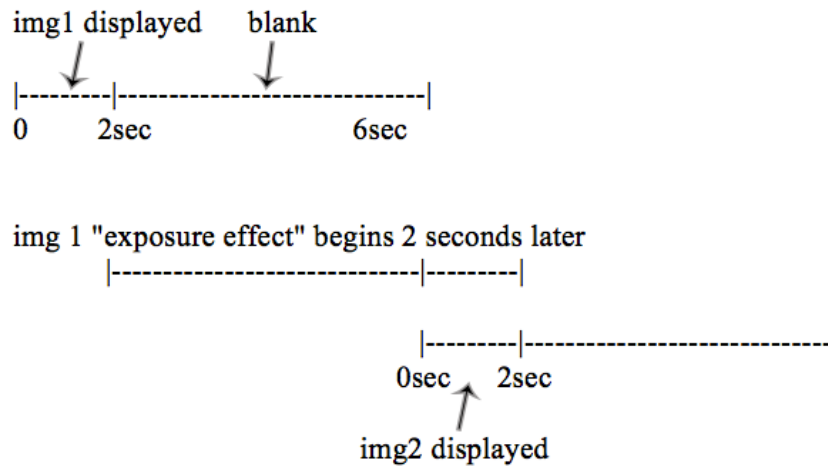 img1 displayed blank
|---------|------------------------------|
0 2sec 6sec
img 1 "exposure effect" begins 2 seconds later
|------------------------------|---------|
|---------|------------------------------
0sec 2sec
img2 displayed